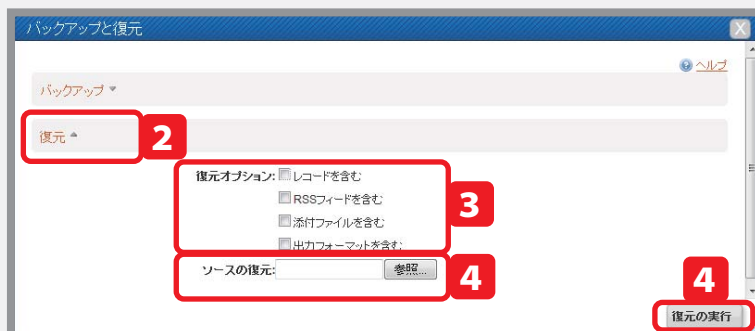 バックアップと復元
X
? ヘルプ
バックアップ
復元
2
復元オプション: レコードを含む
RSSフィードを含む
3
添付ファイルを含む
出力フォーマットを含む
ソースの復元: 参照...
4
4
復元の実行